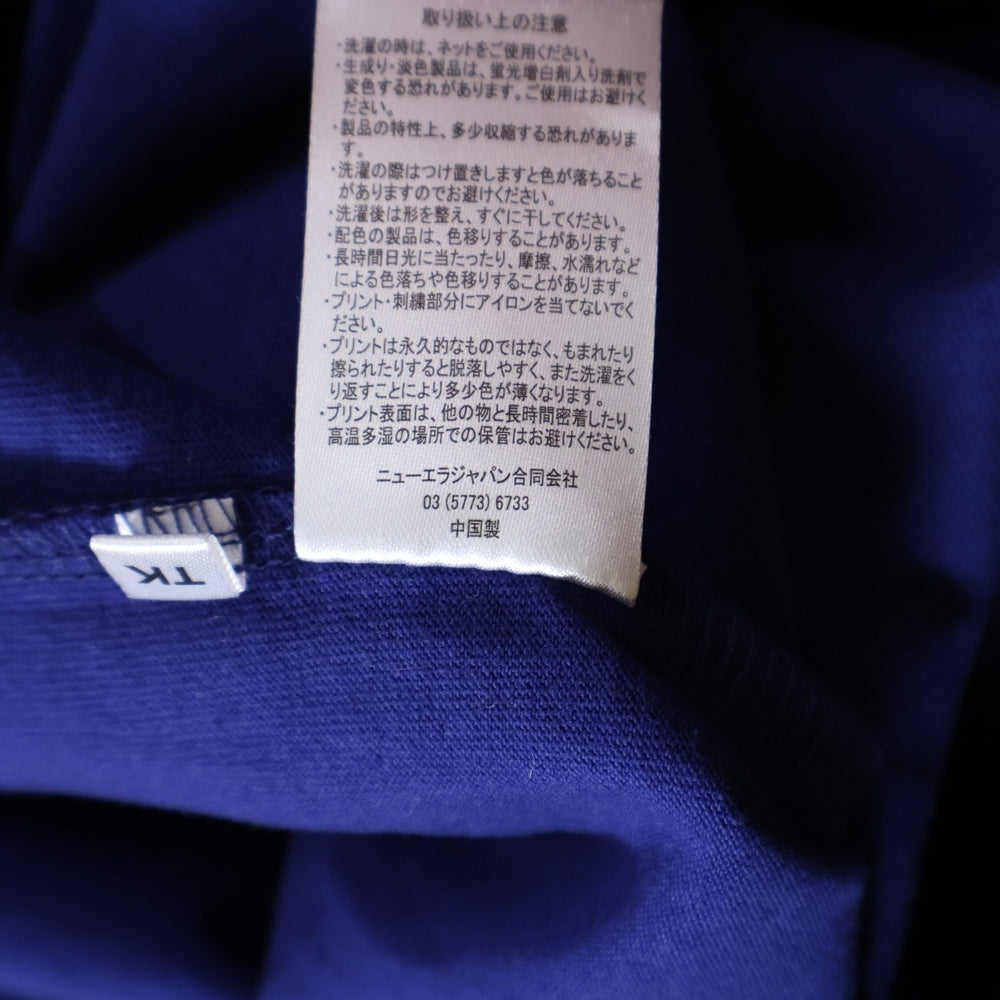 取り扱い上の注意
・洗濯の時は、ネットをご使用ください。
・生成り・淡色製品は、蛍光増白剤入り洗剤で
変色する恐れがあります。ご使用はお避けく
ださい。
・製品の特性上、多少収縮する恐れがありま
す。
・洗濯の際はつけ置きしますと色が落ちること
がありますのでお避けください。
・洗濯後は形を整え、すぐに干してください。
・配色の製品は、色移りすることがあります。
・長時間日光に当たったり、摩擦、水濡れなど
による色落ちや色移りすることがあります。
・プリント・刺繍部分にアイロンを当てないでく
ださい。
・プリントは永久的なものではなく、もまれたり
擦られたりすると脱落しやすく、また洗濯をく
り返すことにより多少色が薄くなります。
・プリント表面は、他の物と長時間密着したり、
高温多湿の場所での保管はお避けください。
ニューエラジャパン合同会社
03 (5773) 6733
中国製
TK